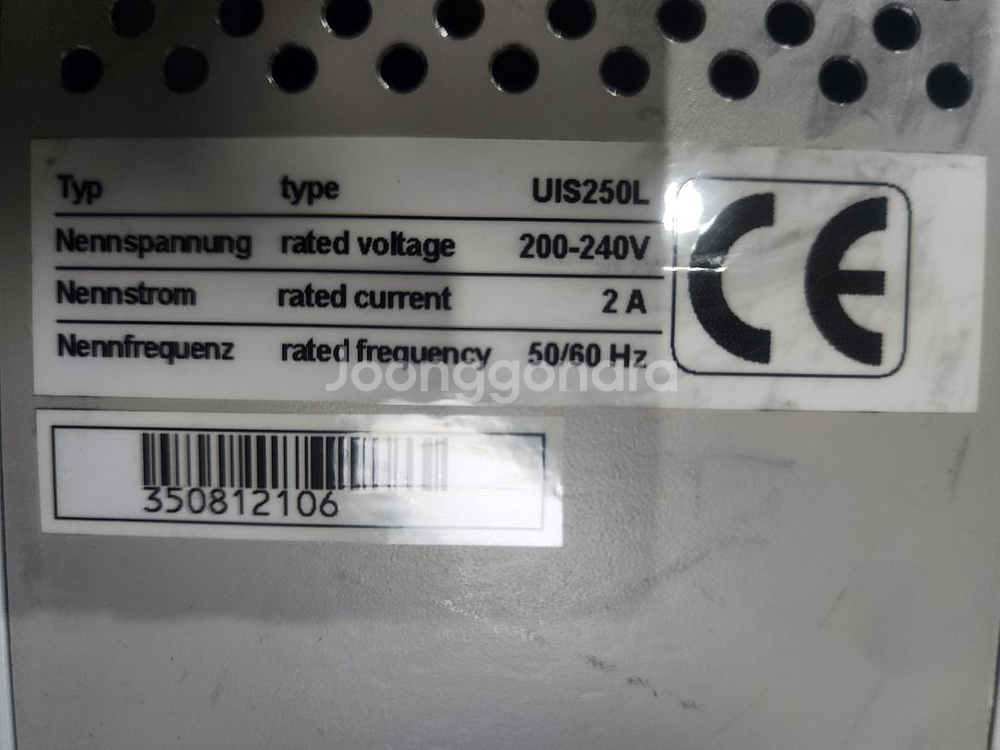 Typ type UIS250L
Nennspannung rated voltage 200-240V
Nennstrom rated current 2 A
Nennfrequenz rated frequency 50/60 Hz
CE
Joonggonara
350812106